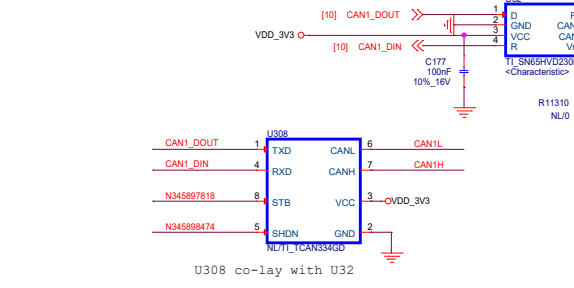 [10] CAN1_DOUT
1 D
2 GND
VDD_3V3
3 VCC
[10] CAN1_DIN
4 R
C177
100nF
10%_16V
<Characteristic>
R11310
NL/0
U308
CAN1_DOUT 1 TXD CANL 6 CAN1L
CAN1_DIN 4 RXD CANH 7 CAN1H
N345897818 8 STB VCC 3 VDD_3V3
N345898474 5 SHDN GND 2
NL/TI_TCAN334GD
U308 co-lay with U32